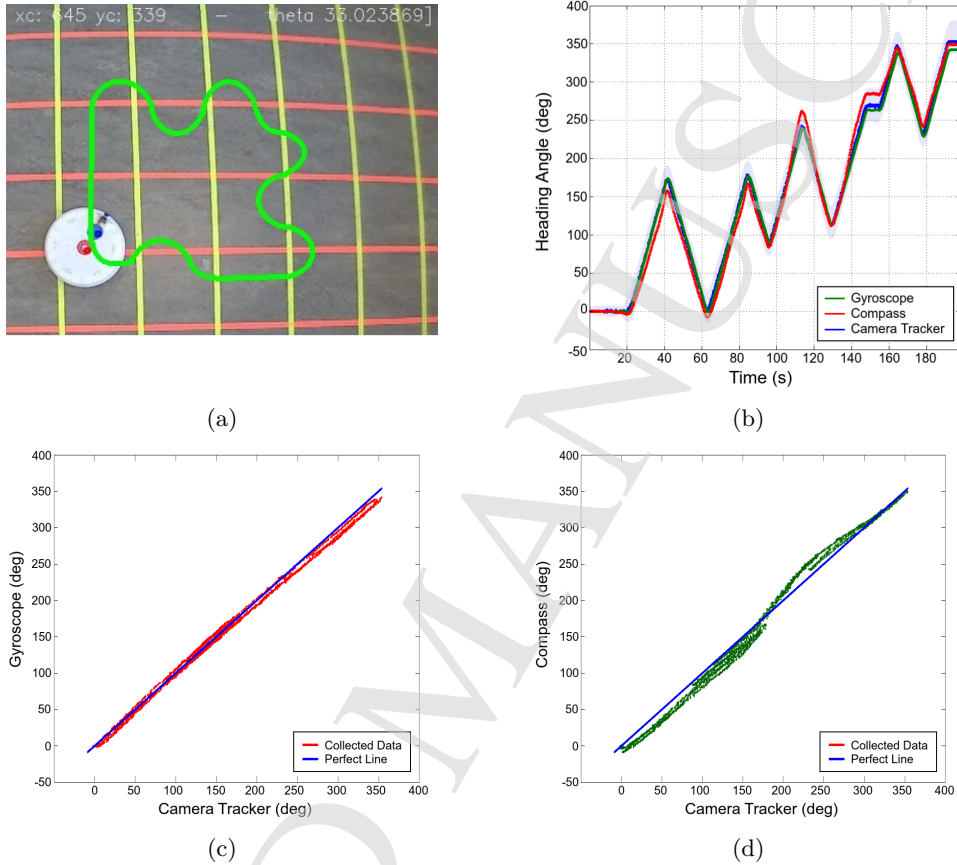 xc: 645 yc: 339 — theta 33.023869]
(a)
400
350
300
250
200
150
100
50
0
-50
20 40 60 80 100 120 140 160 180
Heading Angle (deg)
Time (s)
Gyroscope
Compass
Camera Tracker
(b)
400
350
300
250
200
150
100
50
0
-50
0 50 100 150 200 250 300 350 400
Gyroscope (deg)
Camera Tracker (deg)
Collected Data
Perfect Line
(c)
400
350
300
250
200
150
100
50
0
-50
0 50 100 150 200 250 300 350 400
Compass (deg)
Camera Tracker (deg)
Collected Data
Perfect Line
(d)
D MANUSC